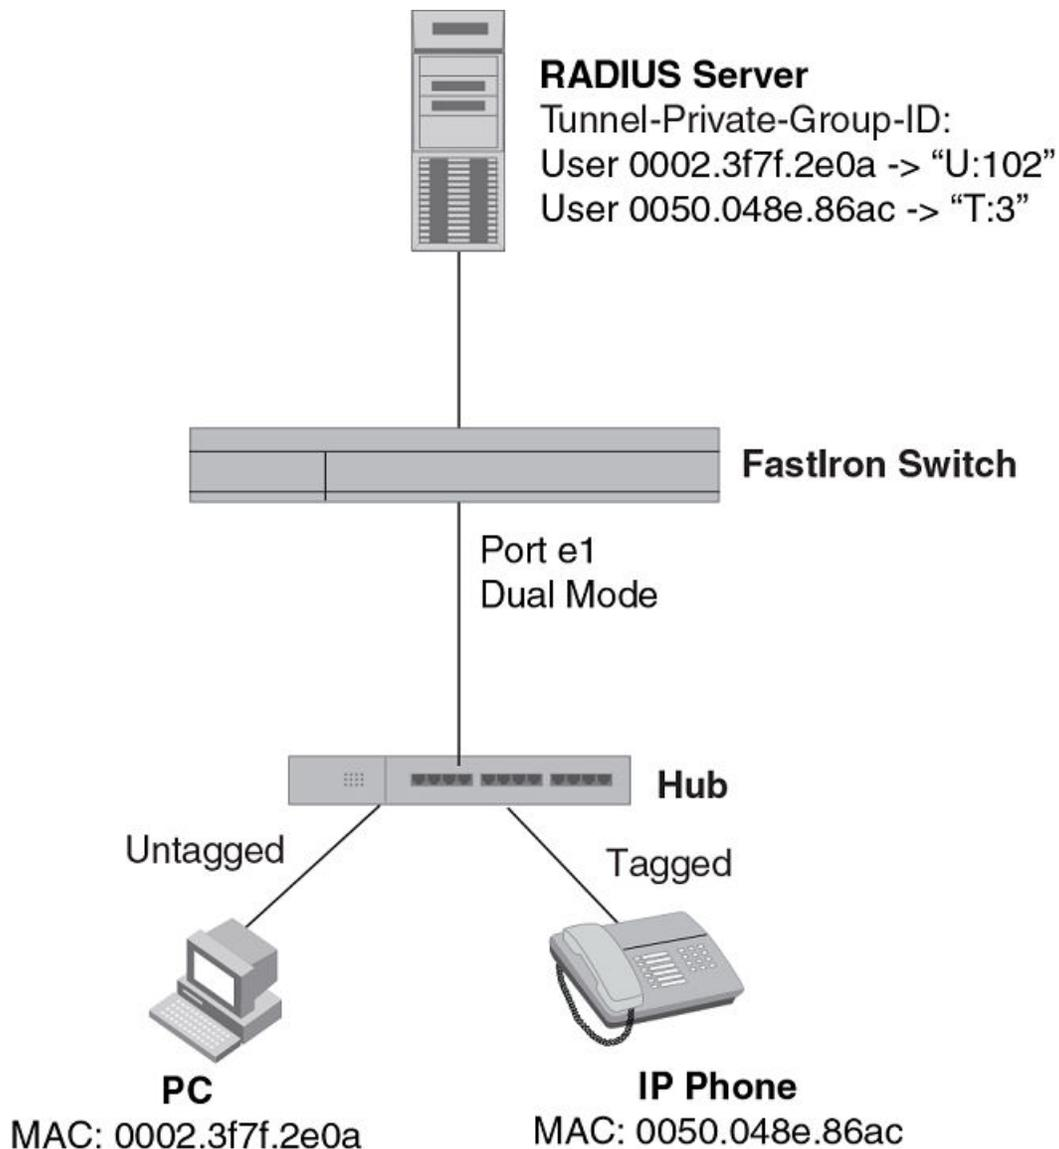 RADIUS Server
Tunnel-Private-Group-ID:
User 0002.3f7f.2e0a -> “U:102”
User 0050.048e.86ac -> “T:3”
FastIron Switch
Port e1
Dual Mode
Hub
Untagged
Tagged
PC
MAC: 0002.3f7f.2e0a
IP Phone
MAC: 0050.048e.86ac